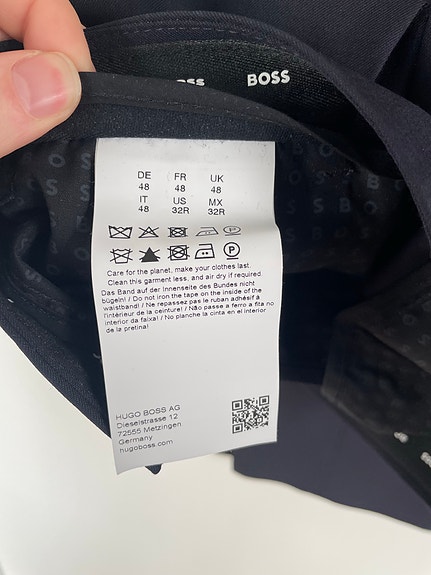 BOSS
DE FR UK
48 48 48
IT US MX
48 32R 32R
Care for the planet, make your clothes last.
Clean this garment less, and air dry if required.
Das Band auf der Innenseite des Bundes nicht
bügeln! / Do not iron the tape on the inside of the
waistband! / Ne repassez pas le ruban adhésif à
l'intérieur de la ceinture! / Não passe a ferro a fita no
interior da faixa! / No planche la cinta en el interior
de la pretina!
HUGO BOSS AG
Dieselstrasse 12
72555 Metzingen
Germany
hugoboss.com